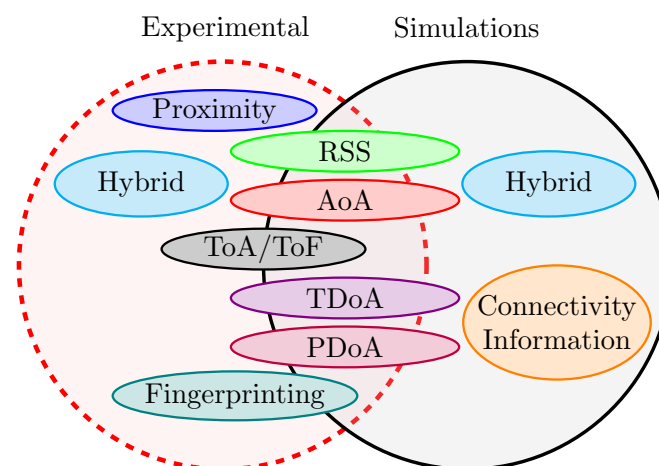 Experimental
Simulations
Proximity
RSS
Hybrid
Hybrid
AoA
ToA/ToF
TDoA
Connectivity
Information
PDoA
Fingerprinting